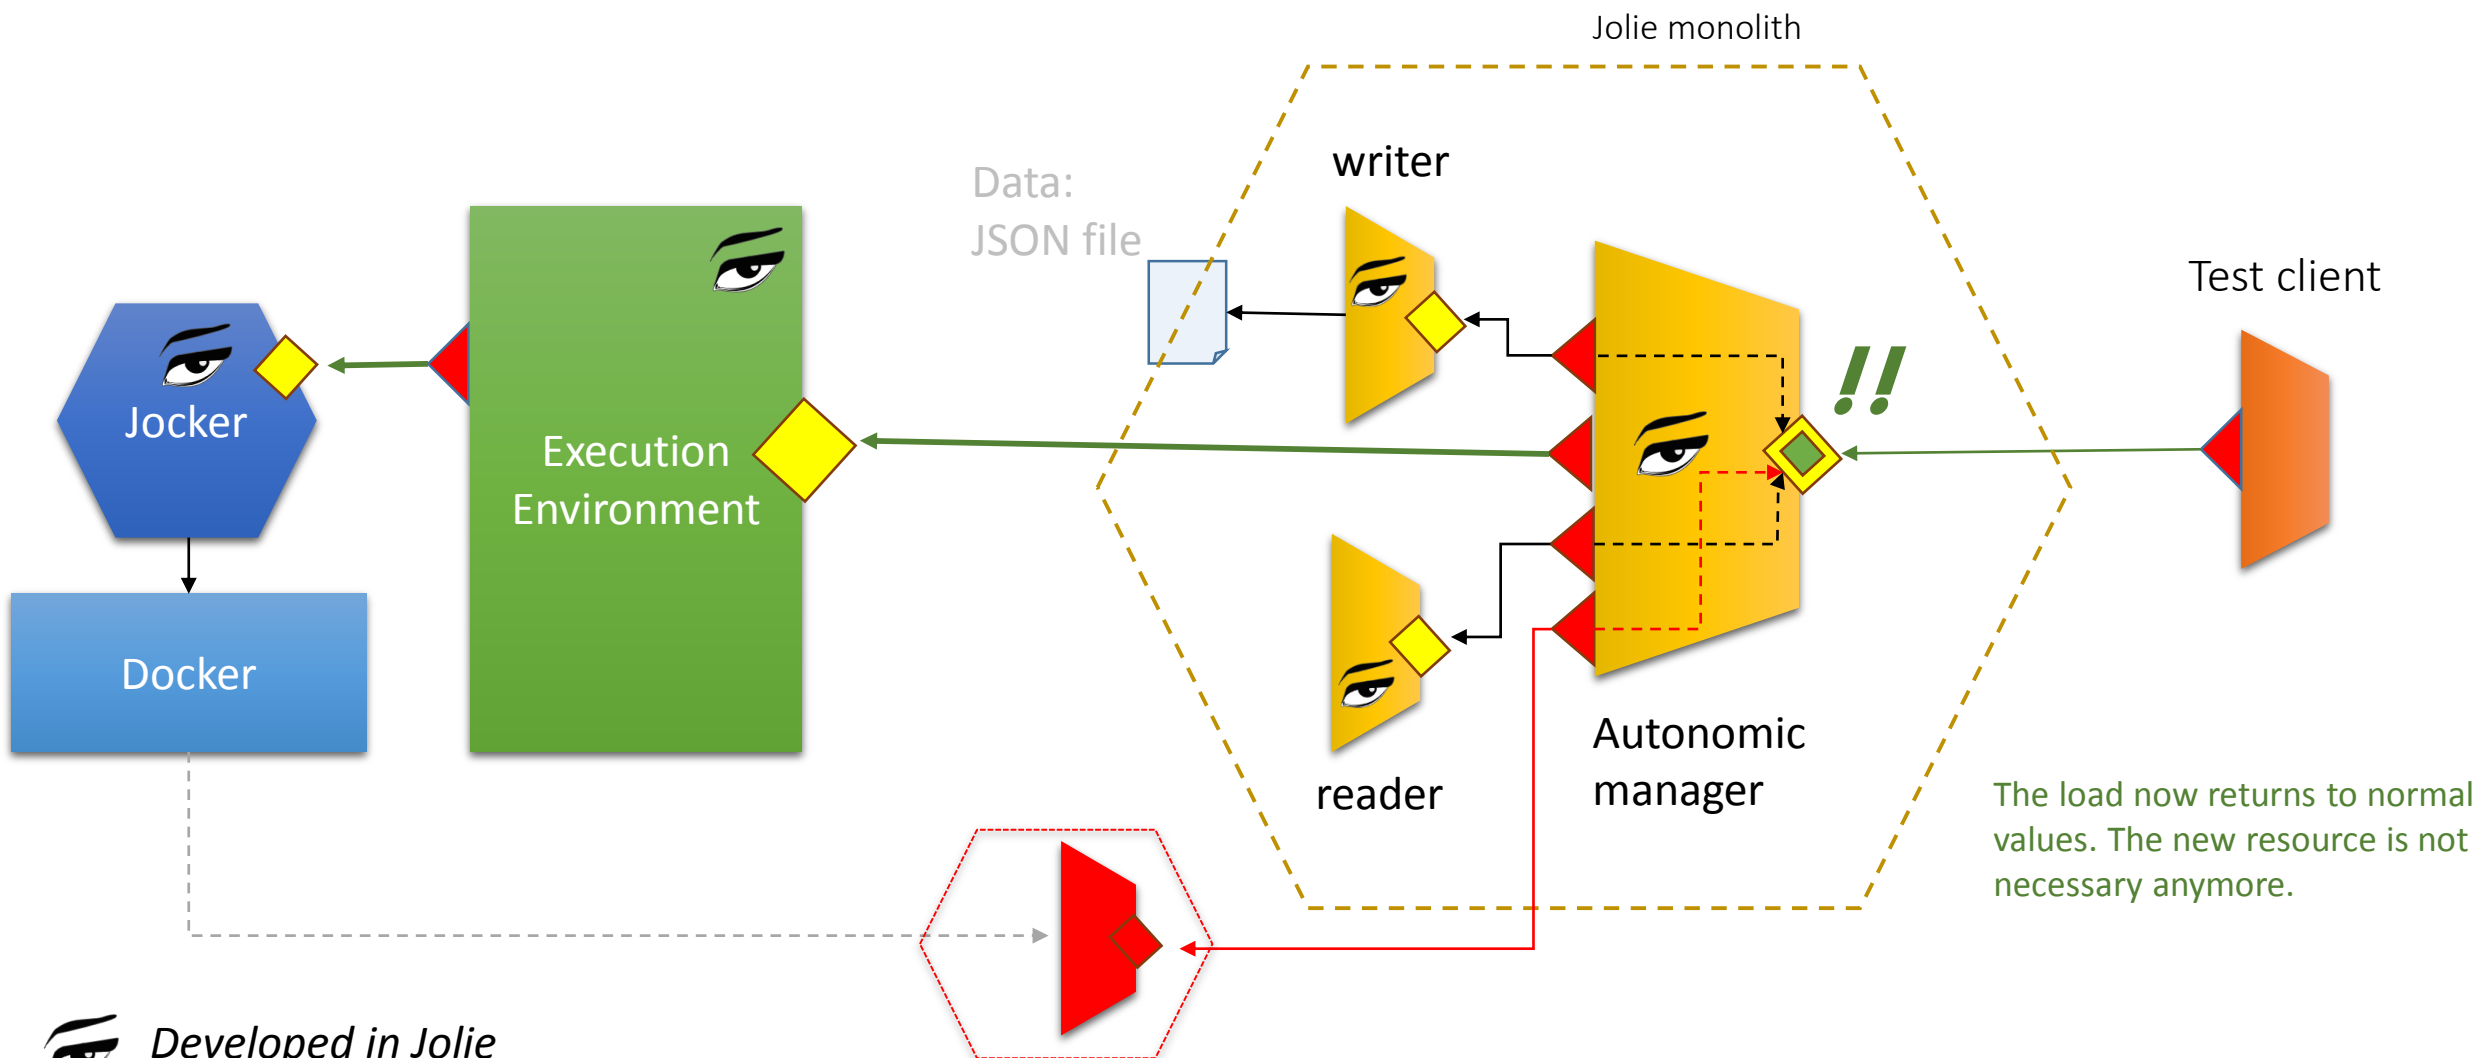 Jolie monolith
writer
Data:
JSON file
Test client
!!
Jocker
Execution
Environment
Docker
Autonomic
manager
reader
The load now returns to normal
values. The new resource is not
necessary anymore.
Developed in Jolie